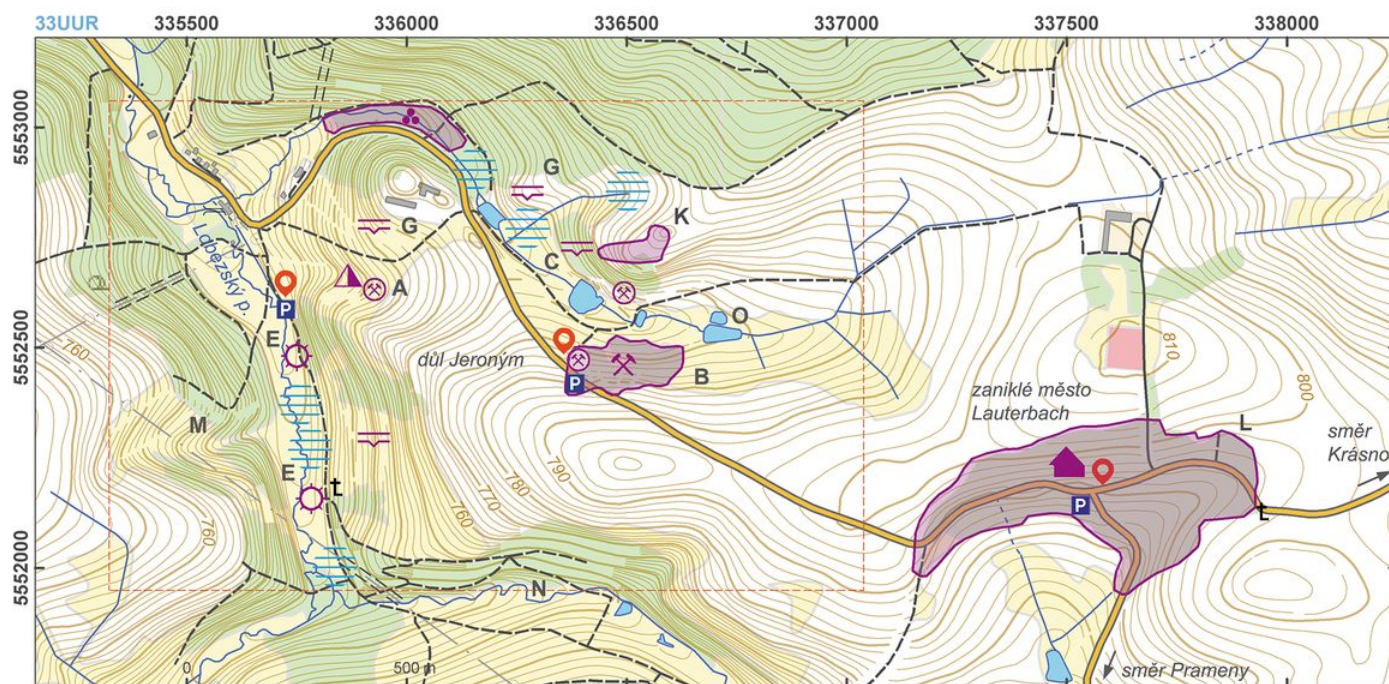 33UUR 335500 336000 336500 337000 337500 338000
5553000
5552500
5552000
G
G
K
C
A
Lobezský p.
P
E
O
důl Jeroným
P
B
760
810
zaniklé město
Lauterbach
800
M
L
směr
Krásno
790
780
770
760
760
E
t
P
t
N
0 500 m
směr Prameny